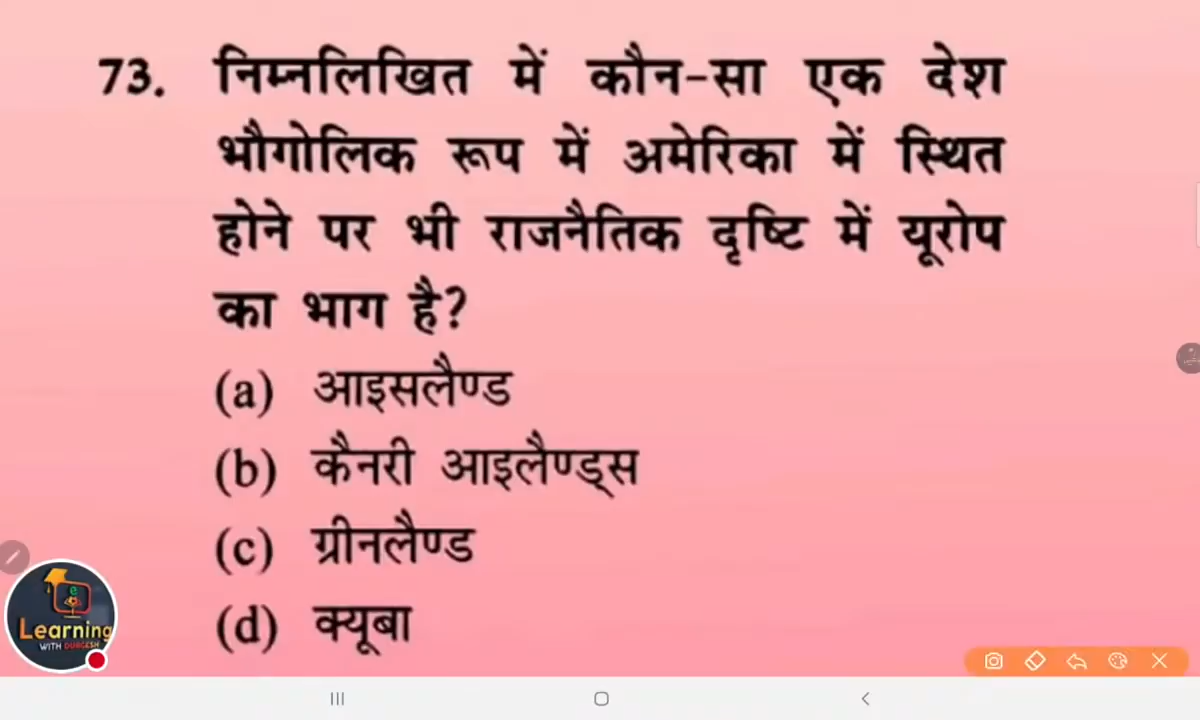 73. निम्नलिखित में कौन-सा एक देश
भौगोलिक रूप में अमेरिका में स्थित
होने पर भी राजनैतिक दृष्टि में यूरोप
का भाग है?
(a) आइसलैण्ड
(b) कैनरी आइलैण्ड्स
(c) ग्रीनलैण्ड
(d) क्यूबा
e
Learning
WITH DURGESH